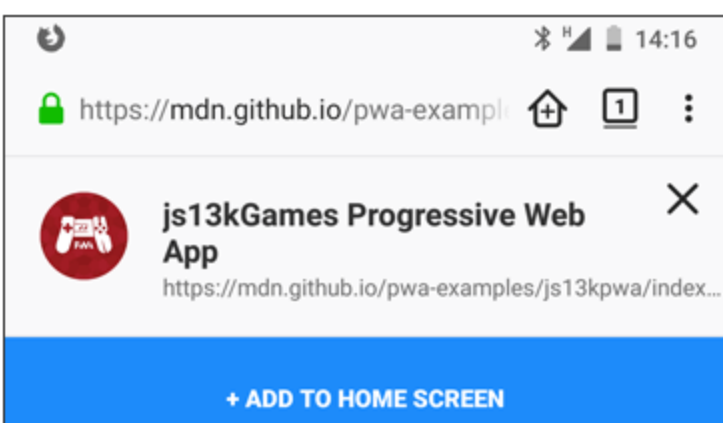 H 14:16
https://mdn.github.io/pwa-exampl
1
js13kGames Progressive Web
App
https://mdn.github.io/pwa-examples/js13kpwa/index...
+ ADD TO HOME SCREEN